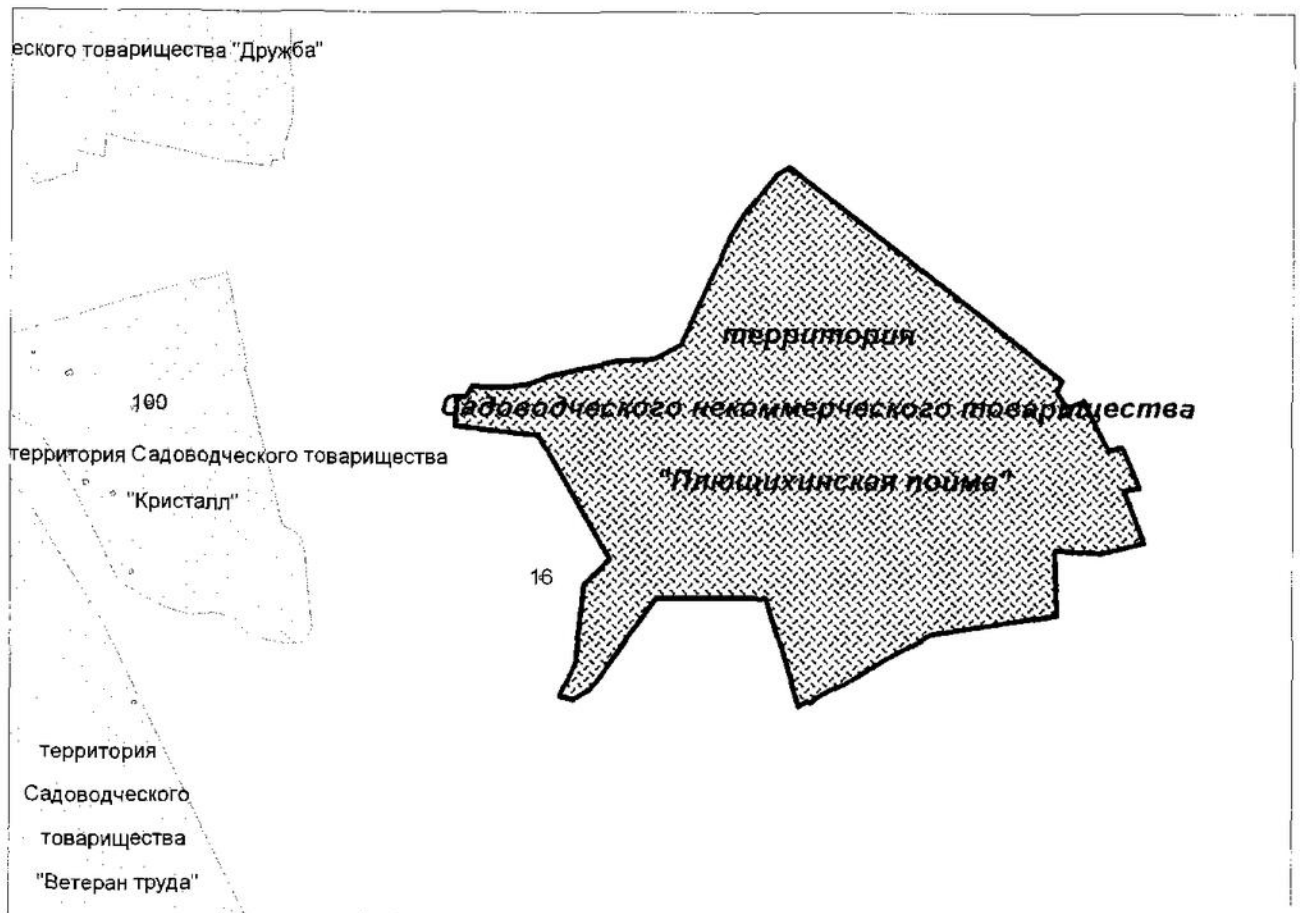 еского товарищества "Дружба"
территория
100
Садоводческого некоммерческого товарищества
территория Садоводческого товарищества
"Кристалл"
"Плющихинская пойма"
16
территория
Садоводческого
товарищества
"Ветеран труда"